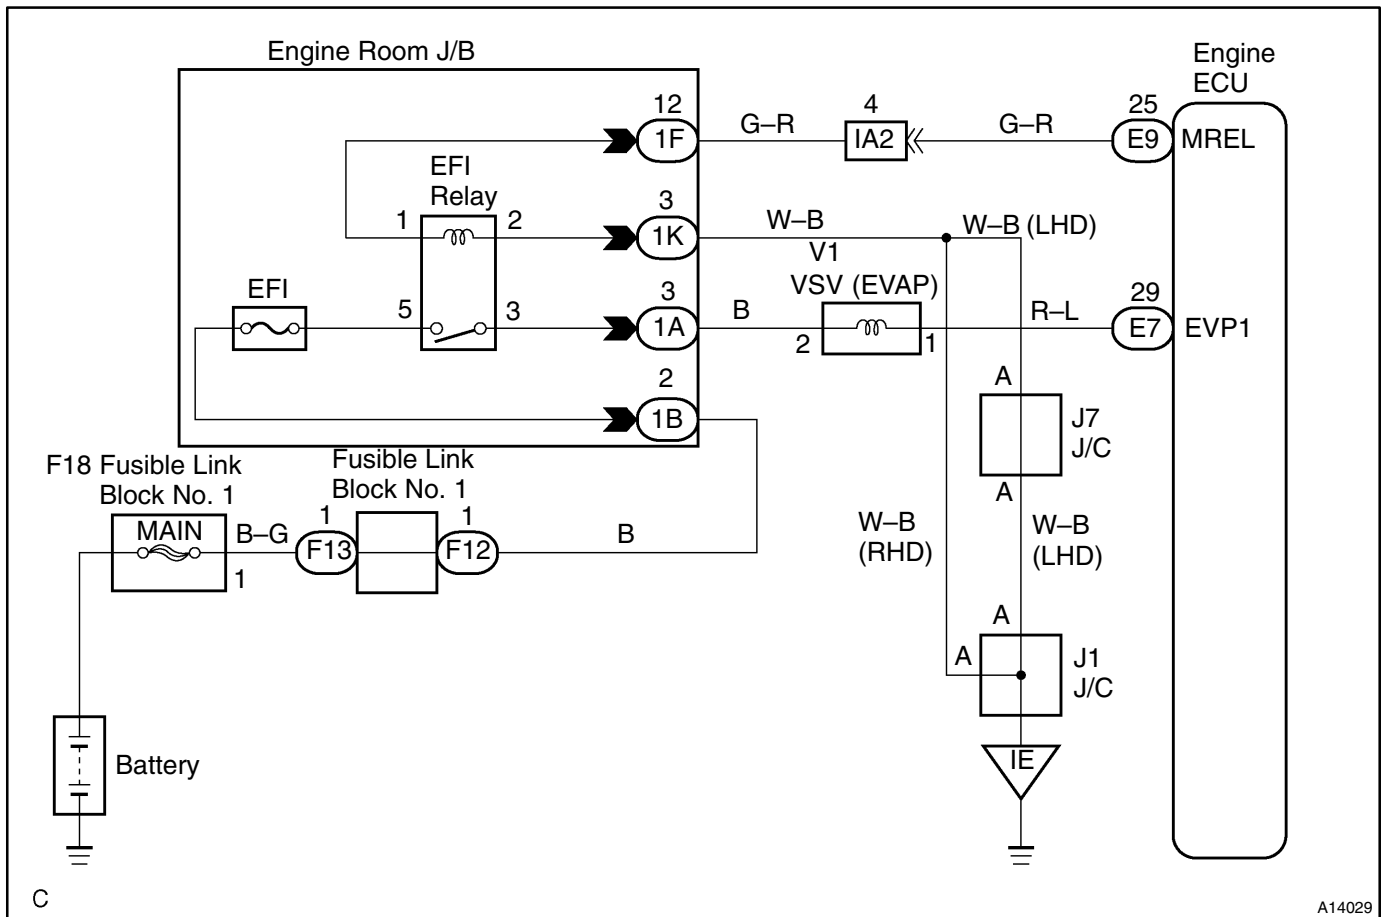 Engine Room J/B
Engine
ECU
12
1F
G–R
4
IA2
G–R
25
E9
MREL
EFI
Relay
1
2
3
1K
W–B
V1
W–B (LHD)
EFI
5
3
3
1A
B
VSV (EVAP)
2
1
R–L
29
E7
EVP1
2
1B
A
J7
J/C
A
F18 Fusible Link
Block No. 1
MAIN
B–G
1
Fusible Link
Block No. 1
1
F13
1
F12
B
W–B
(RHD)
W–B
(LHD)
A
A
J1
J/C
IE
Battery
C
A14029